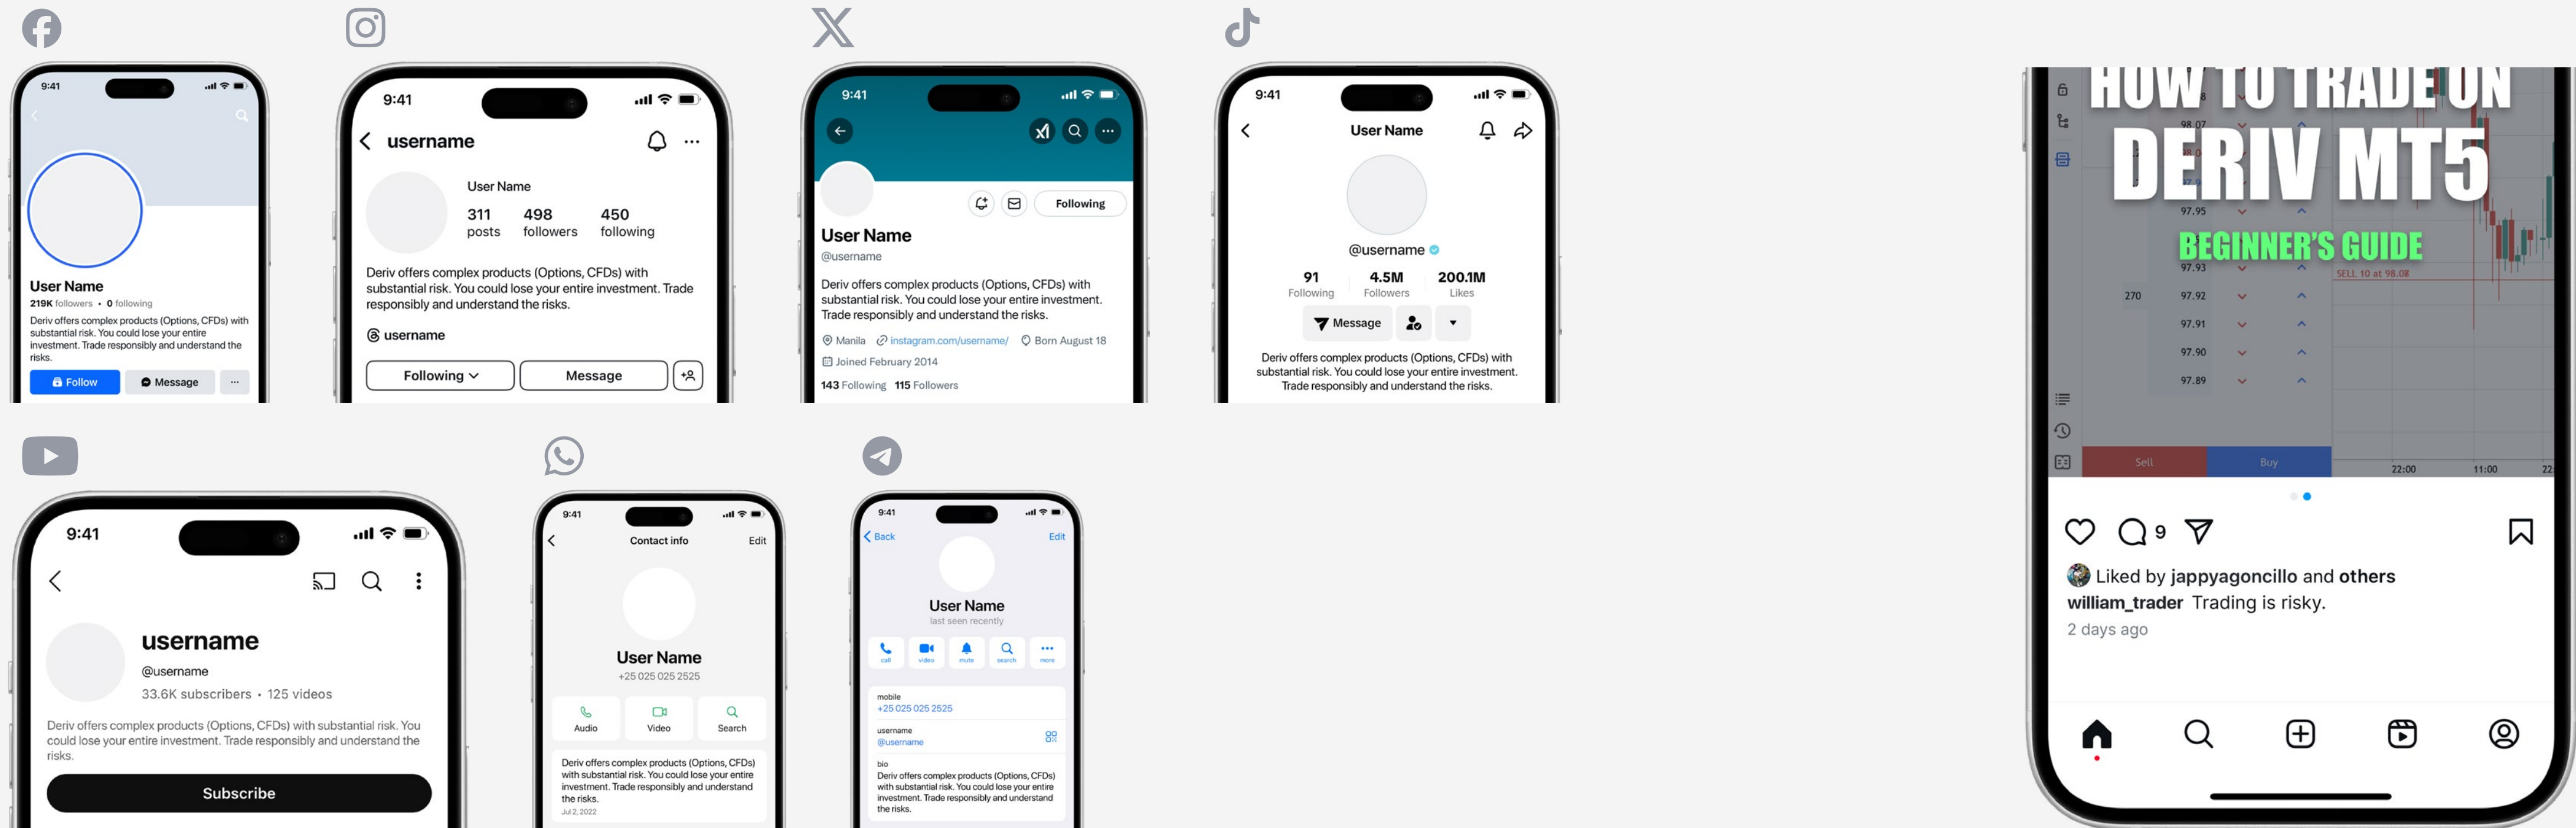 9:41
User Name
219K followers • 0 following
Deriv offers complex products (Options, CFDs) with
substantial risk. You could lose your entire
investment. Trade responsibly and understand the
risks.
Follow
Message
9:41
username
User Name
311 498 450
posts followers following
Deriv offers complex products (Options, CFDs) with
substantial risk. You could lose your entire investment. Trade
responsibly and understand the risks.
username
Following
Message
9:41
Following
User Name
@username
Deriv offers complex products (Options, CFDs) with
substantial risk. You could lose your entire investment.
Trade responsibly and understand the risks.
Manila instagram.com/username/ Born August 18
Joined February 2014
143 Following 115 Followers
9:41
User Name
@username
91 4.5M 200.1M
Following Followers Likes
Message
Deriv offers complex products (Options, CFDs) with
substantial risk. You could lose your entire investment.
Trade responsibly and understand the risks.
9:41
username
@username
33.6K subscribers • 125 videos
Deriv offers complex products (Options, CFDs) with substantial risk. You
could lose your entire investment. Trade responsibly and understand the
risks.
Subscribe
9:41
Contact info Edit
User Name
+25 025 025 2525
Audio Video Search
Deriv offers complex products (Options, CFDs)
with substantial risk. You could lose your entire
investment. Trade responsibly and understand
the risks.
Jul 2, 2022
9:41
Back Edit
User Name
last seen recently
call video mute search more
mobile
+25 025 025 2525
username
@username
bio
Deriv offers complex products (Options, CFDs)
with substantial risk. You could lose your entire
investment. Trade responsibly and understand
the risks.
HOW TO TRADE ON
98.07
DERIV MT5
97.95
BEGINNER'S GUIDE
97.93
SELL 10 at 98.08
270 97.92
97.91
97.90
97.89
Sell Buy
22:00 11:00 22:
9
Liked by jappyagoncillo and others
william_trader Trading is risky.
2 days ago